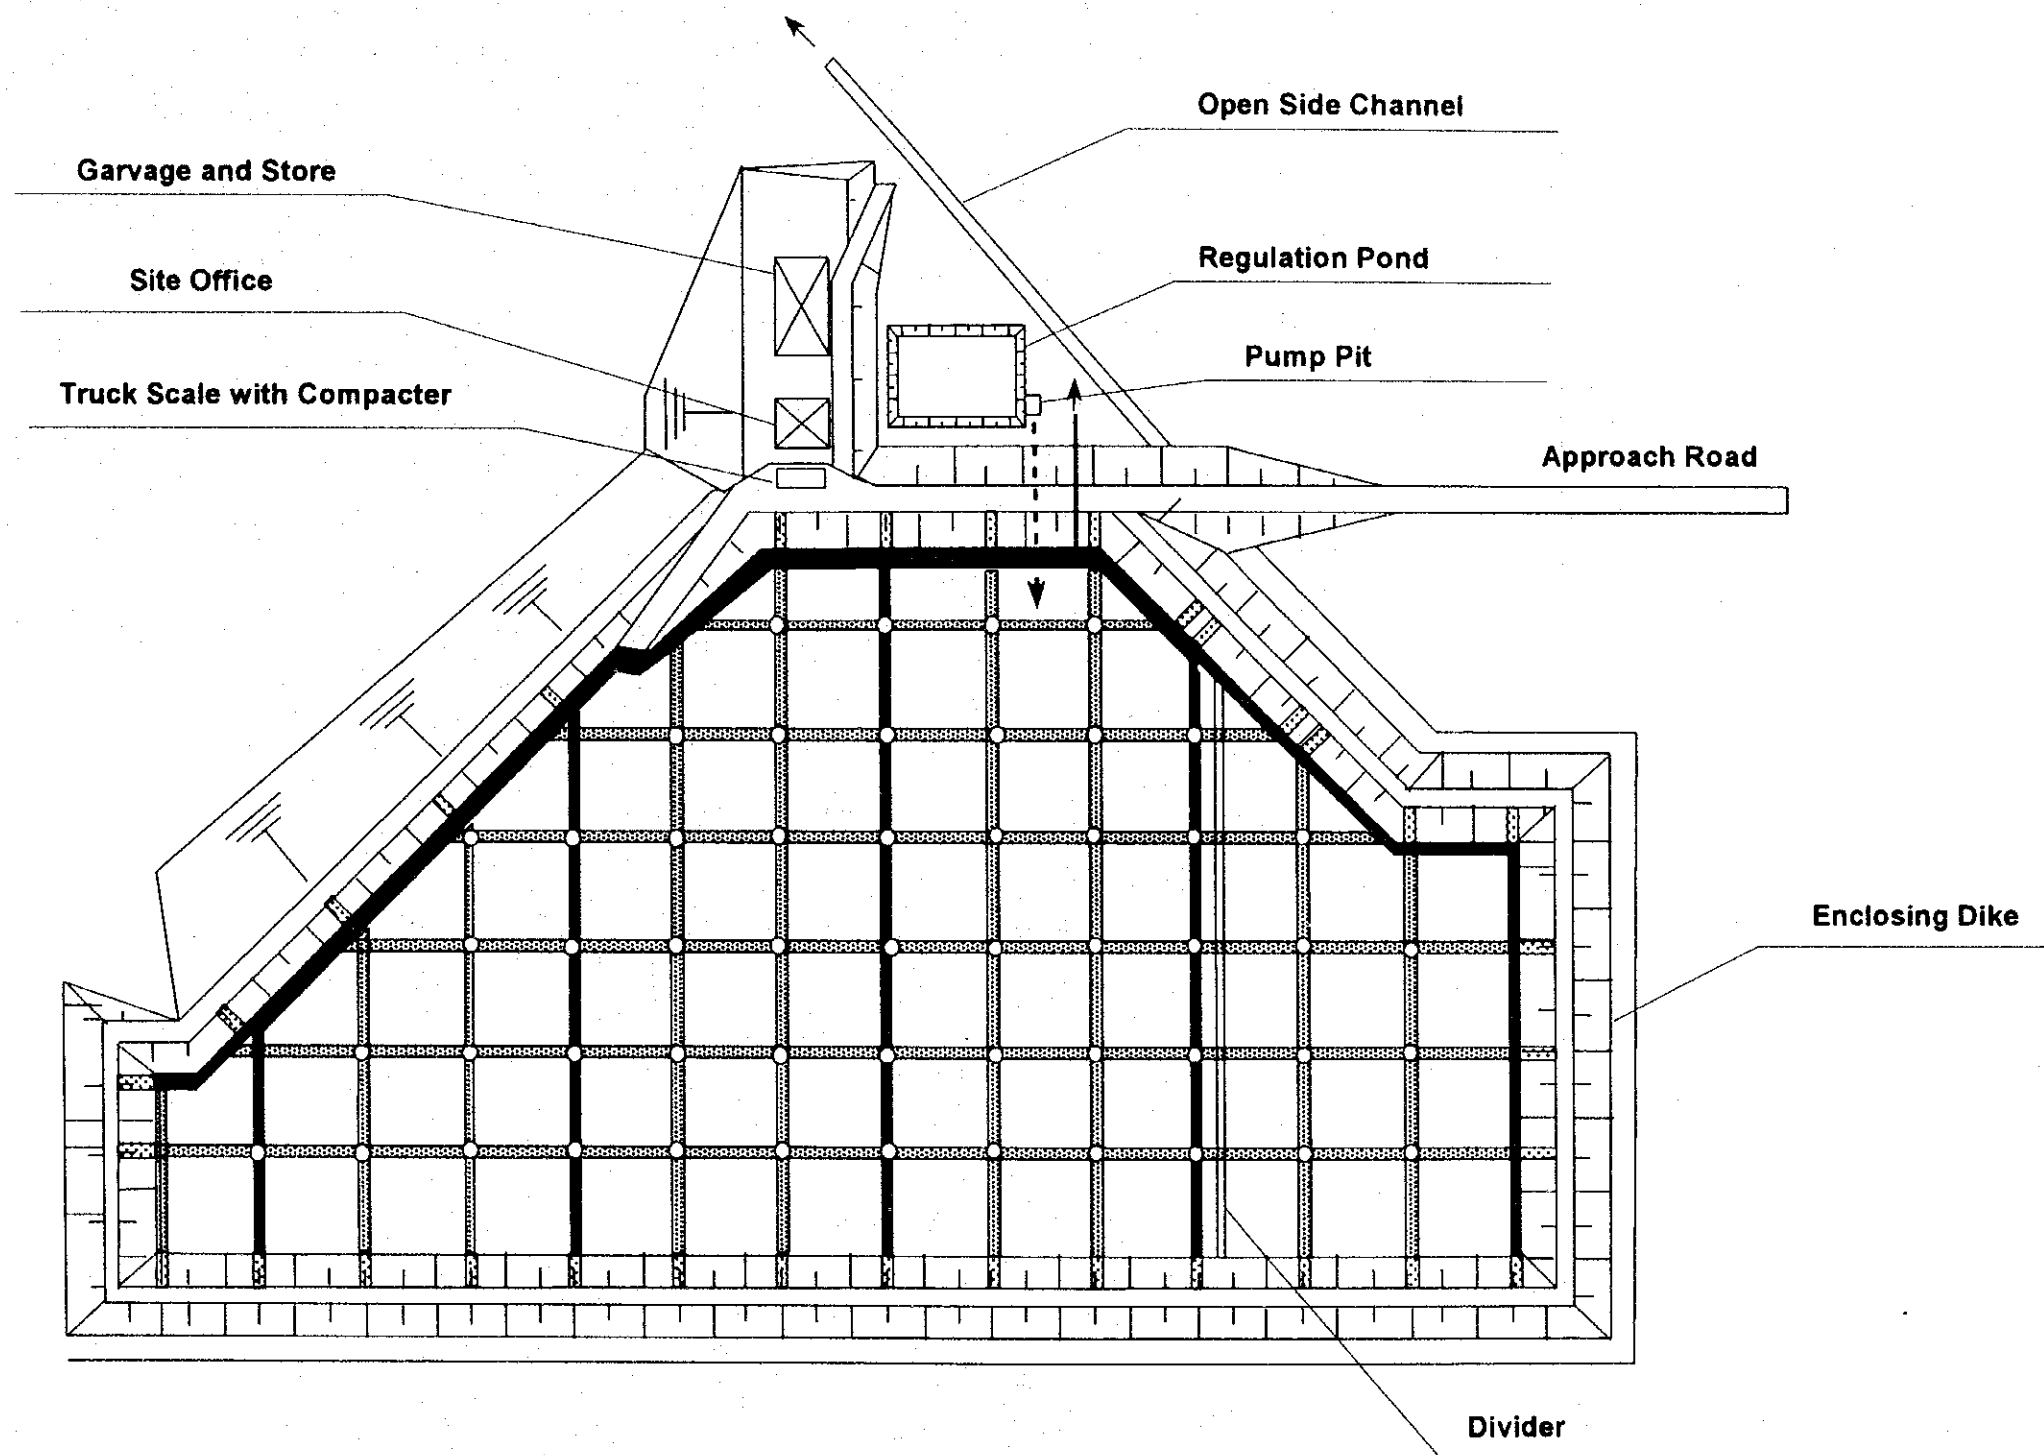 Open Side Channel
Garvage and Store
Regulation Pond
Site Office
Pump Pit
Truck Scale with Compacter
Approach Road
Enclosing Dike
Divider